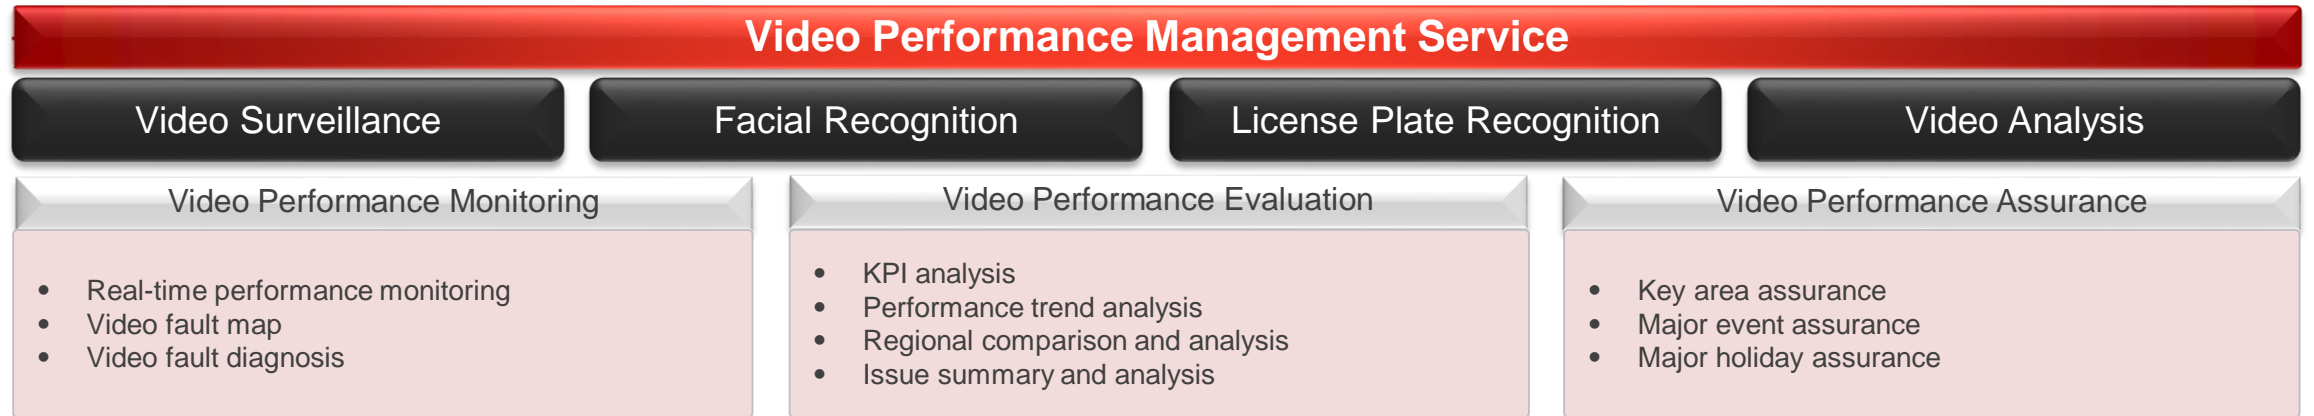 Video Performance Management Service
Video Surveillance
Facial Recognition
License Plate Recognition
Video Analysis
Video Performance Monitoring
• Real-time performance monitoring
• Video fault map
• Video fault diagnosis
Video Performance Evaluation
• KPI analysis
• Performance trend analysis
• Regional comparison and analysis
• Issue summary and analysis
Video Performance Assurance
• Key area assurance
• Major event assurance
• Major holiday assurance